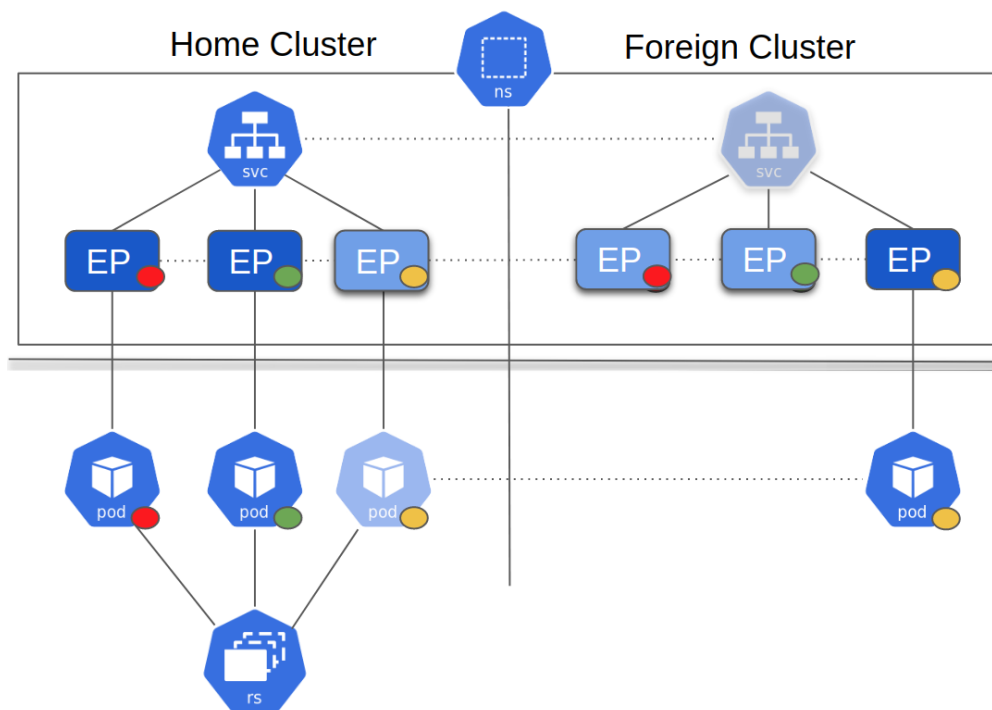 Home Cluster
Foreign Cluster
ns
svc
svc
EP
EP
EP
EP
EP
EP
pod
pod
pod
pod
rs